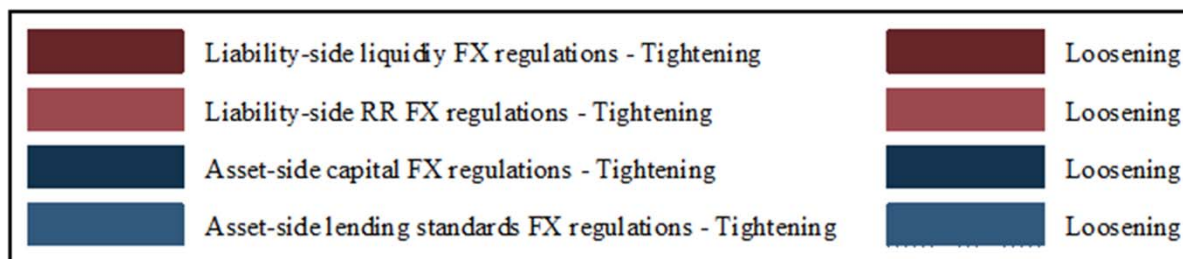 Liability-side liquidiy FX regulations - Tightening Loosening
Liability-side RR FX regulations - Tightening Loosening
Asset-side capital FX regulations - Tightening Loosening
Asset-side lending standards FX regulations - Tightening Loosening